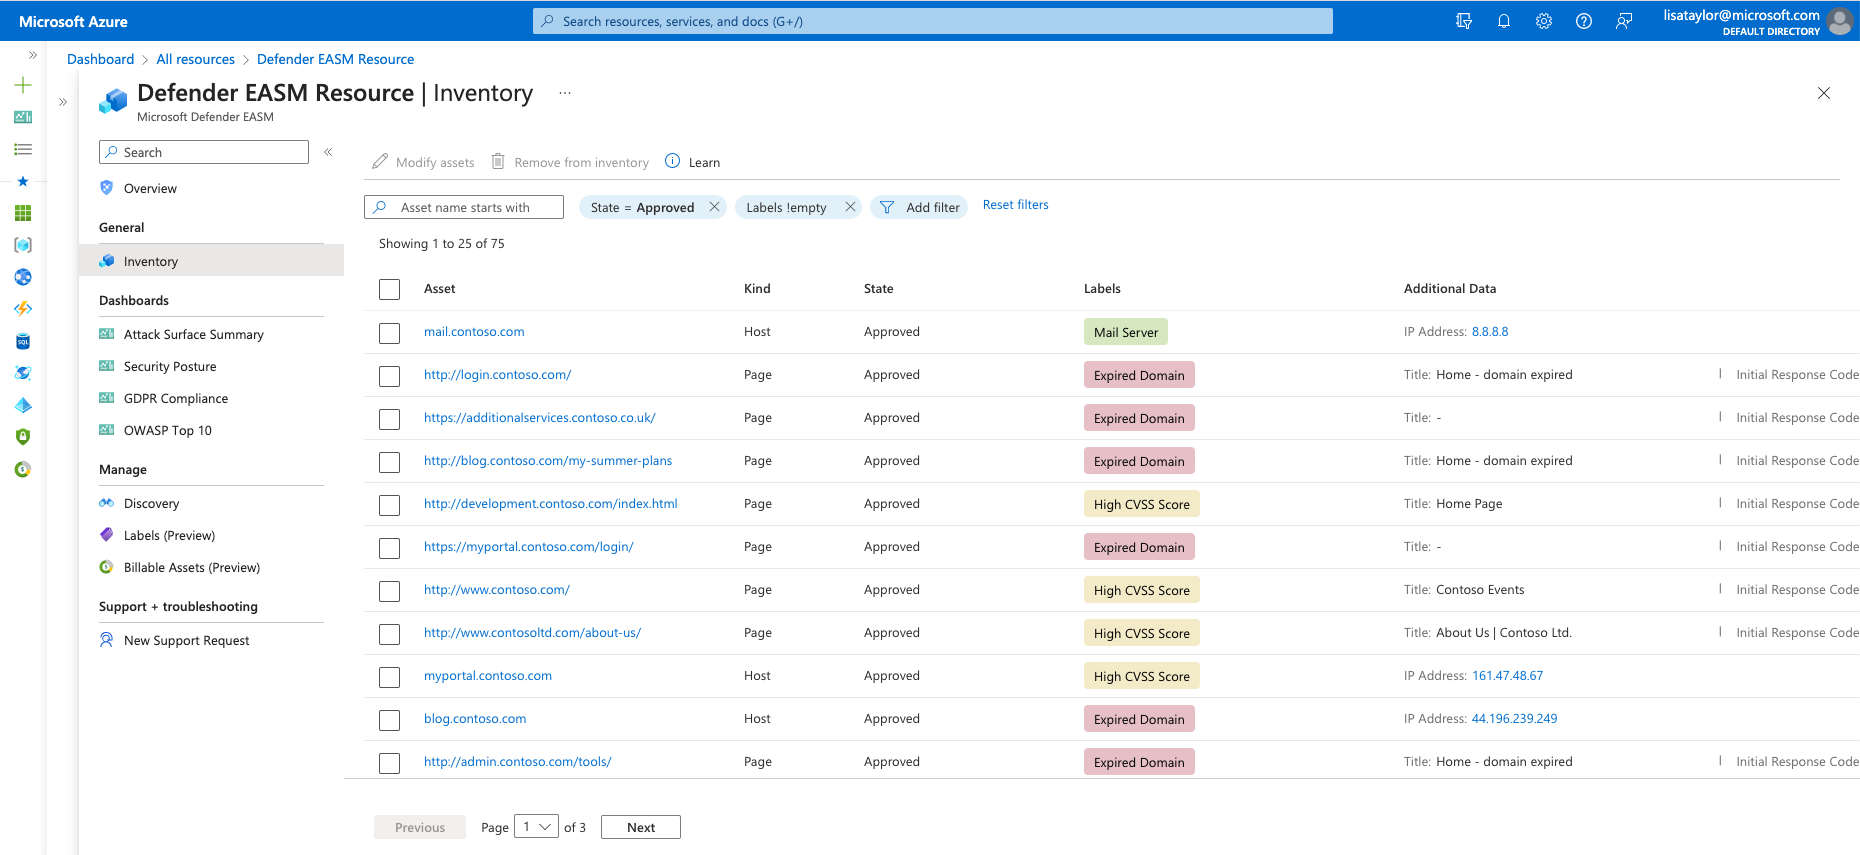 Microsoft Azure
Search resources, services, and docs (G+/)
lisataylor@microsoft.com
DEFAULT DIRECTORY
Dashboard > All resources > Defender EASM Resource
Defender EASM Resource | Inventory ...
Microsoft Defender EASM
Search
Overview
General
Inventory
Dashboards
Attack Surface Summary
Security Posture
GDPR Compliance
OWASP Top 10
Manage
Discovery
Labels (Preview)
Billable Assets (Preview)
Support + troubleshooting
New Support Request
Modify assets Remove from inventory Learn
Asset name starts with State = Approved Labels !empty Add filter Reset filters
Showing 1 to 25 of 75
Asset Kind State Labels Additional Data
mail.contoso.com Host Approved Mail Server IP Address: 8.8.8.8
http://login.contoso.com/ Page Approved Expired Domain Title: Home - domain expired | Initial Response Code
https://additionalservices.contoso.co.uk/ Page Approved Expired Domain Title: - | Initial Response Code
http://blog.contoso.com/my-summer-plans Page Approved Expired Domain Title: Home - domain expired | Initial Response Code
http://development.contoso.com/index.html Page Approved High CVSS Score Title: Home Page | Initial Response Code
https://myportal.contoso.com/login/ Page Approved Expired Domain Title: - | Initial Response Code
http://www.contoso.com/ Page Approved High CVSS Score Title: Contoso Events | Initial Response Code
http://www.contosoltd.com/about-us/ Page Approved High CVSS Score Title: About Us | Contoso Ltd. | Initial Response Code
myportal.contoso.com Host Approved High CVSS Score IP Address: 161.47.48.67
blog.contoso.com Host Approved Expired Domain IP Address: 44.196.239.249
http://admin.contoso.com/tools/ Page Approved Expired Domain Title: Home - domain expired | Initial Response Code
Previous Page 1 of 3 Next